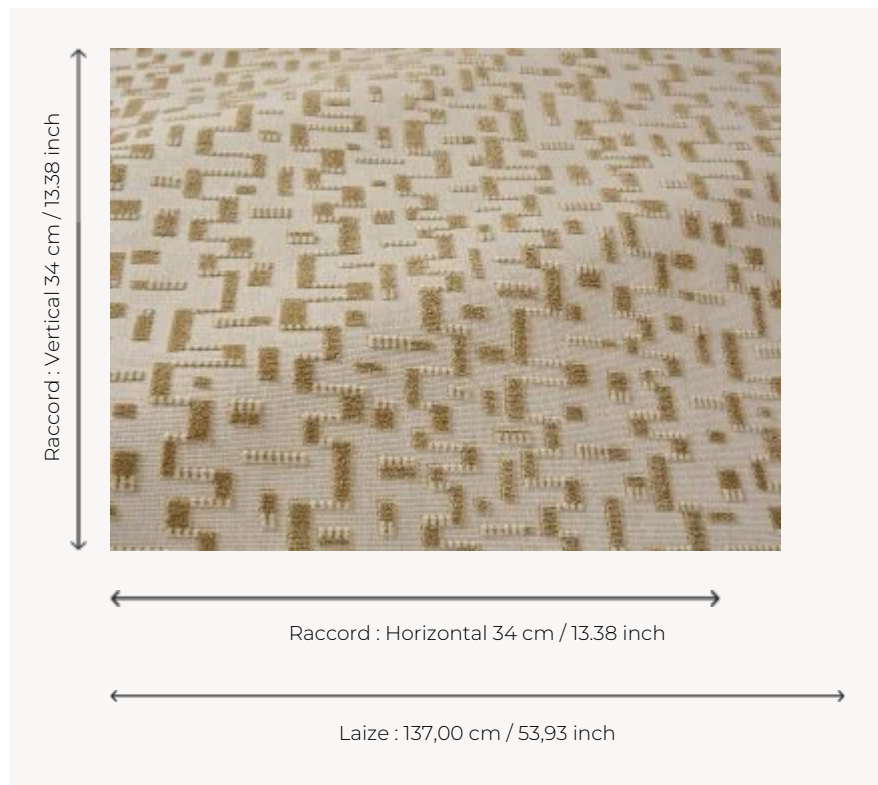 Raccord : Vertical 34 cm / 13.38 inch
Raccord : Horizontal 34 cm / 13.38 inch
Laize : 137,00 cm / 53,93 inch